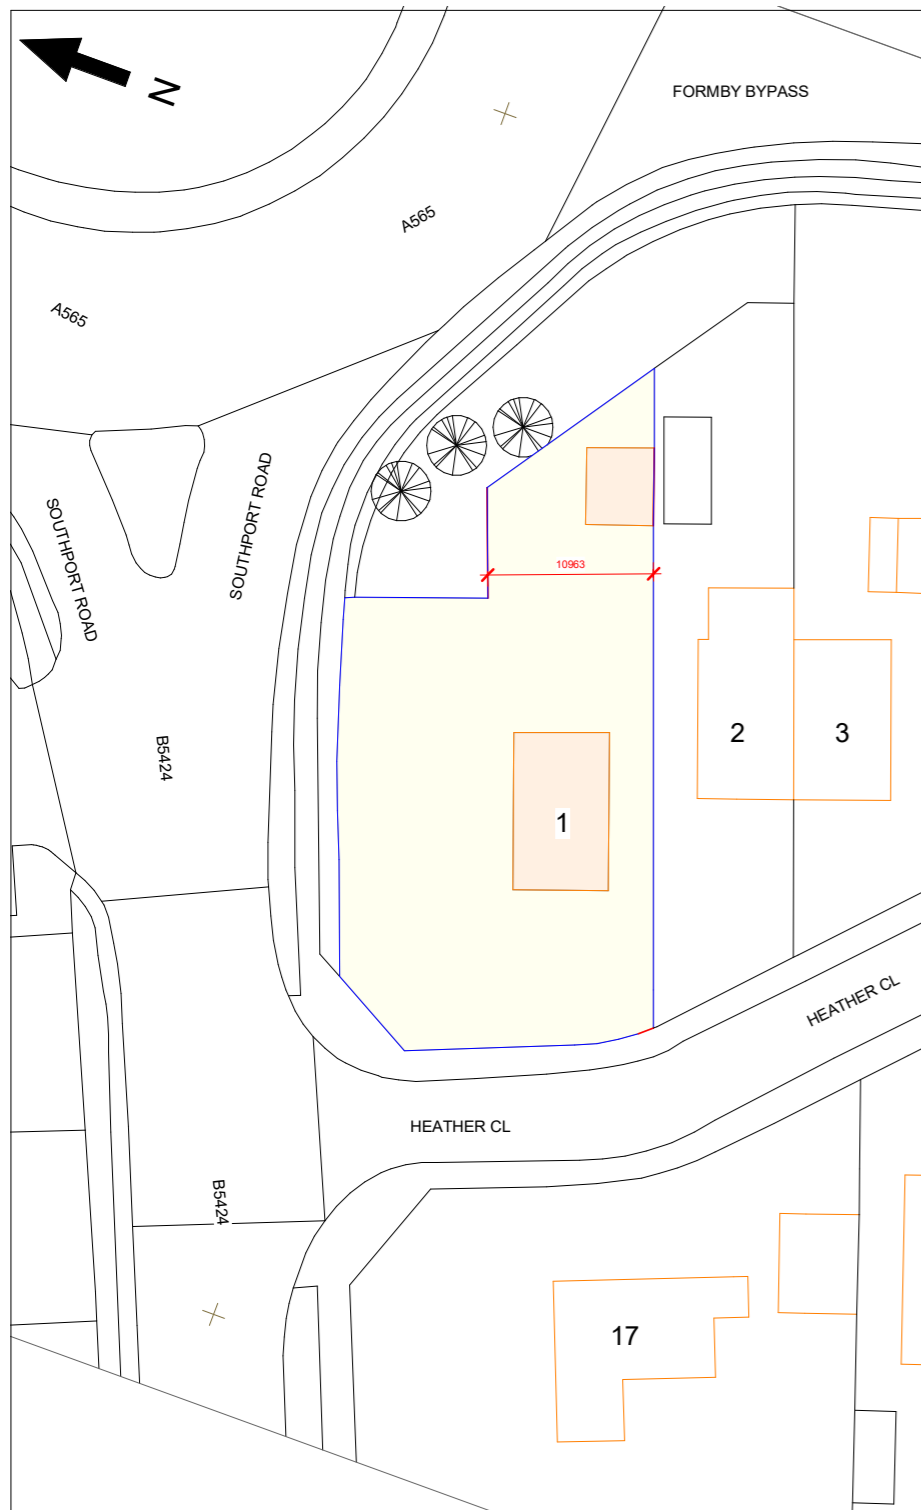 N
FORMBY BYPASS
A565
A565
SOUTHPORT ROAD
SOUTHPORT ROAD
10963
B5424
2
3
1
HEATHER CL
HEATHER CL
B5424
17